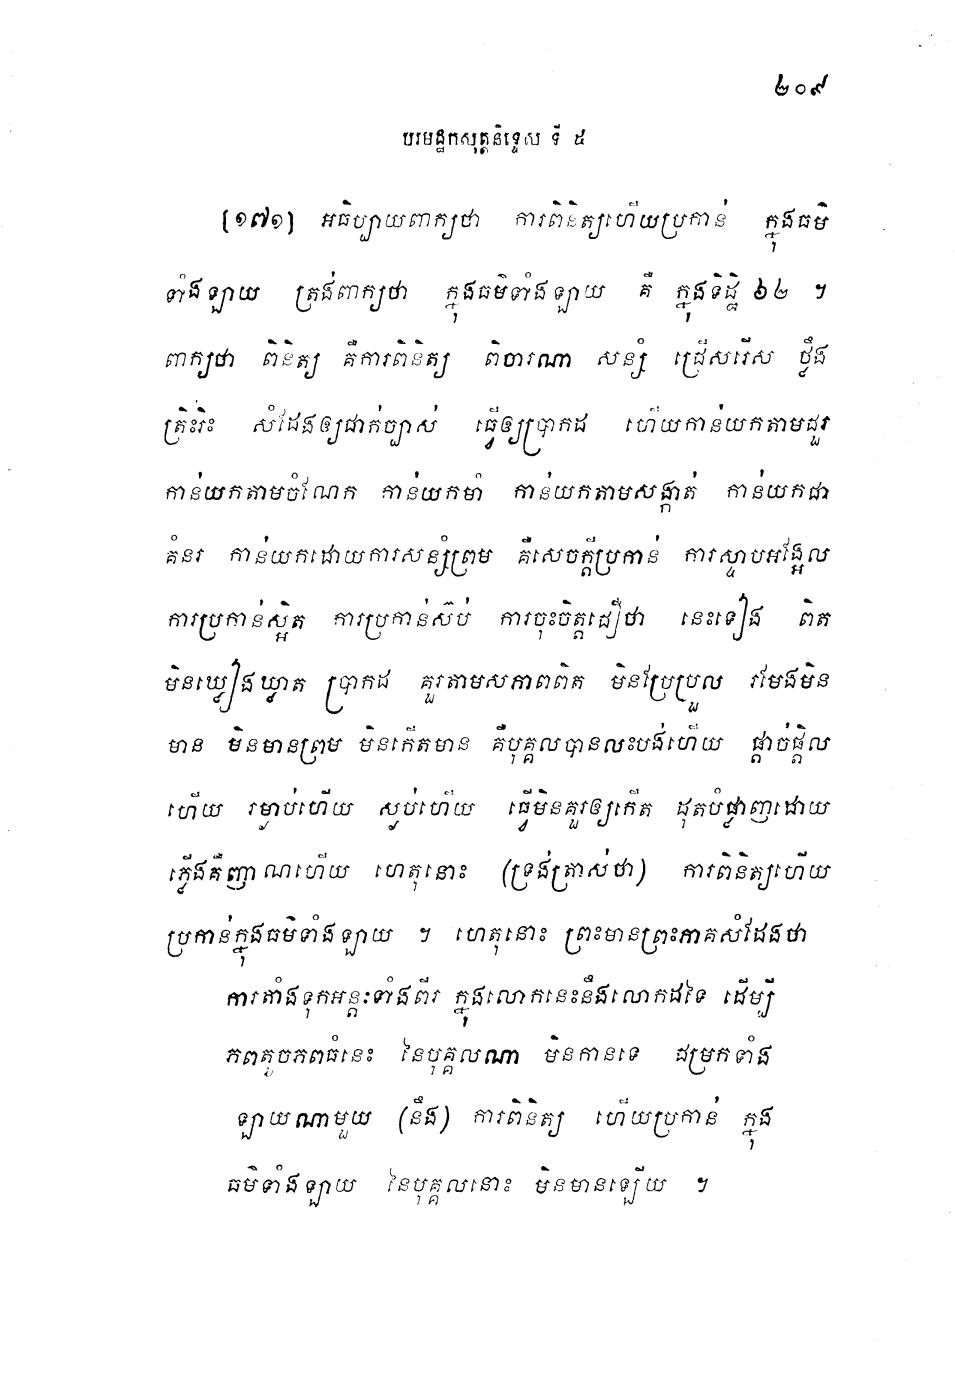 ២០៩
បរមដ្ឋកសុត្តនិទ្ទេស ទី ៥
(១៧១) អធិប្បាយពាក្យថា ការពិនិត្យហើយប្រកាន់ ក្នុងធម៌
ទាំងឡាយ ត្រង់ពាក្យថា ក្នុងធម៌ទាំងឡាយ គឺ ក្នុងទិដ្ឋិ ៦២ ។
ពាក្យថា ពិនិត្យ គឺការពិនិត្យ ពិចារណា សន្សំ ជ្រើសរើស ថ្លឹង
ត្រិះរិះ សំដែងឲ្យជាក់ច្បាស់ ធ្វើឲ្យប្រាកដ ហើយកាន់យកតាមជួរ
កាន់យកតាមចំណែក កាន់យកមាំ កាន់យកតាមសង្កាត់ កាន់យកជា
គំនរ កាន់យកដោយការសន្សំព្រម គឺសេចក្តីប្រកាន់ ការស្ទាបអង្អែល
ការប្រកាន់ស្អិត ការប្រកាន់ស៊ប់ ការចុះចិត្តជឿថា នេះទៀង ពិត
មិនឃ្លៀងឃ្លាត ប្រាកដ គួរតាមសភាពពិត មិនប្រែប្រួល រមែងមិន
មាន មិនមានព្រម មិនកើតមាន គឺបុគ្គលបានលះបង់ហើយ ផ្តាច់ផ្តិល
ហើយ រម្ងាប់ហើយ ស្ងប់ហើយ ធ្វើមិនគួរឲ្យកើត ដុតបំផ្លាញដោយ
ភ្លើងគឺញាណហើយ ហេតុនោះ (ទ្រង់ត្រាស់ថា) ការពិនិត្យហើយ
ប្រកាន់ក្នុងធម៌ទាំងឡាយ ។ ហេតុនោះ ព្រះមានព្រះភាគសំដែងថា
ការតាំងទុកអន្តៈទាំងពីរ ក្នុងលោកនេះនឹងលោកដទៃ ដើម្បី
ភពតូចភពធំនេះ នៃបុគ្គលណា មិនកានទេ ជម្រកទាំង
ឡាយណាមួយ (នឹង) ការពិនិត្យ ហើយប្រកាន់ ក្នុង
ធម៌ទាំងឡាយ នៃបុគ្គលនោះ មិនមានឡើយ ។